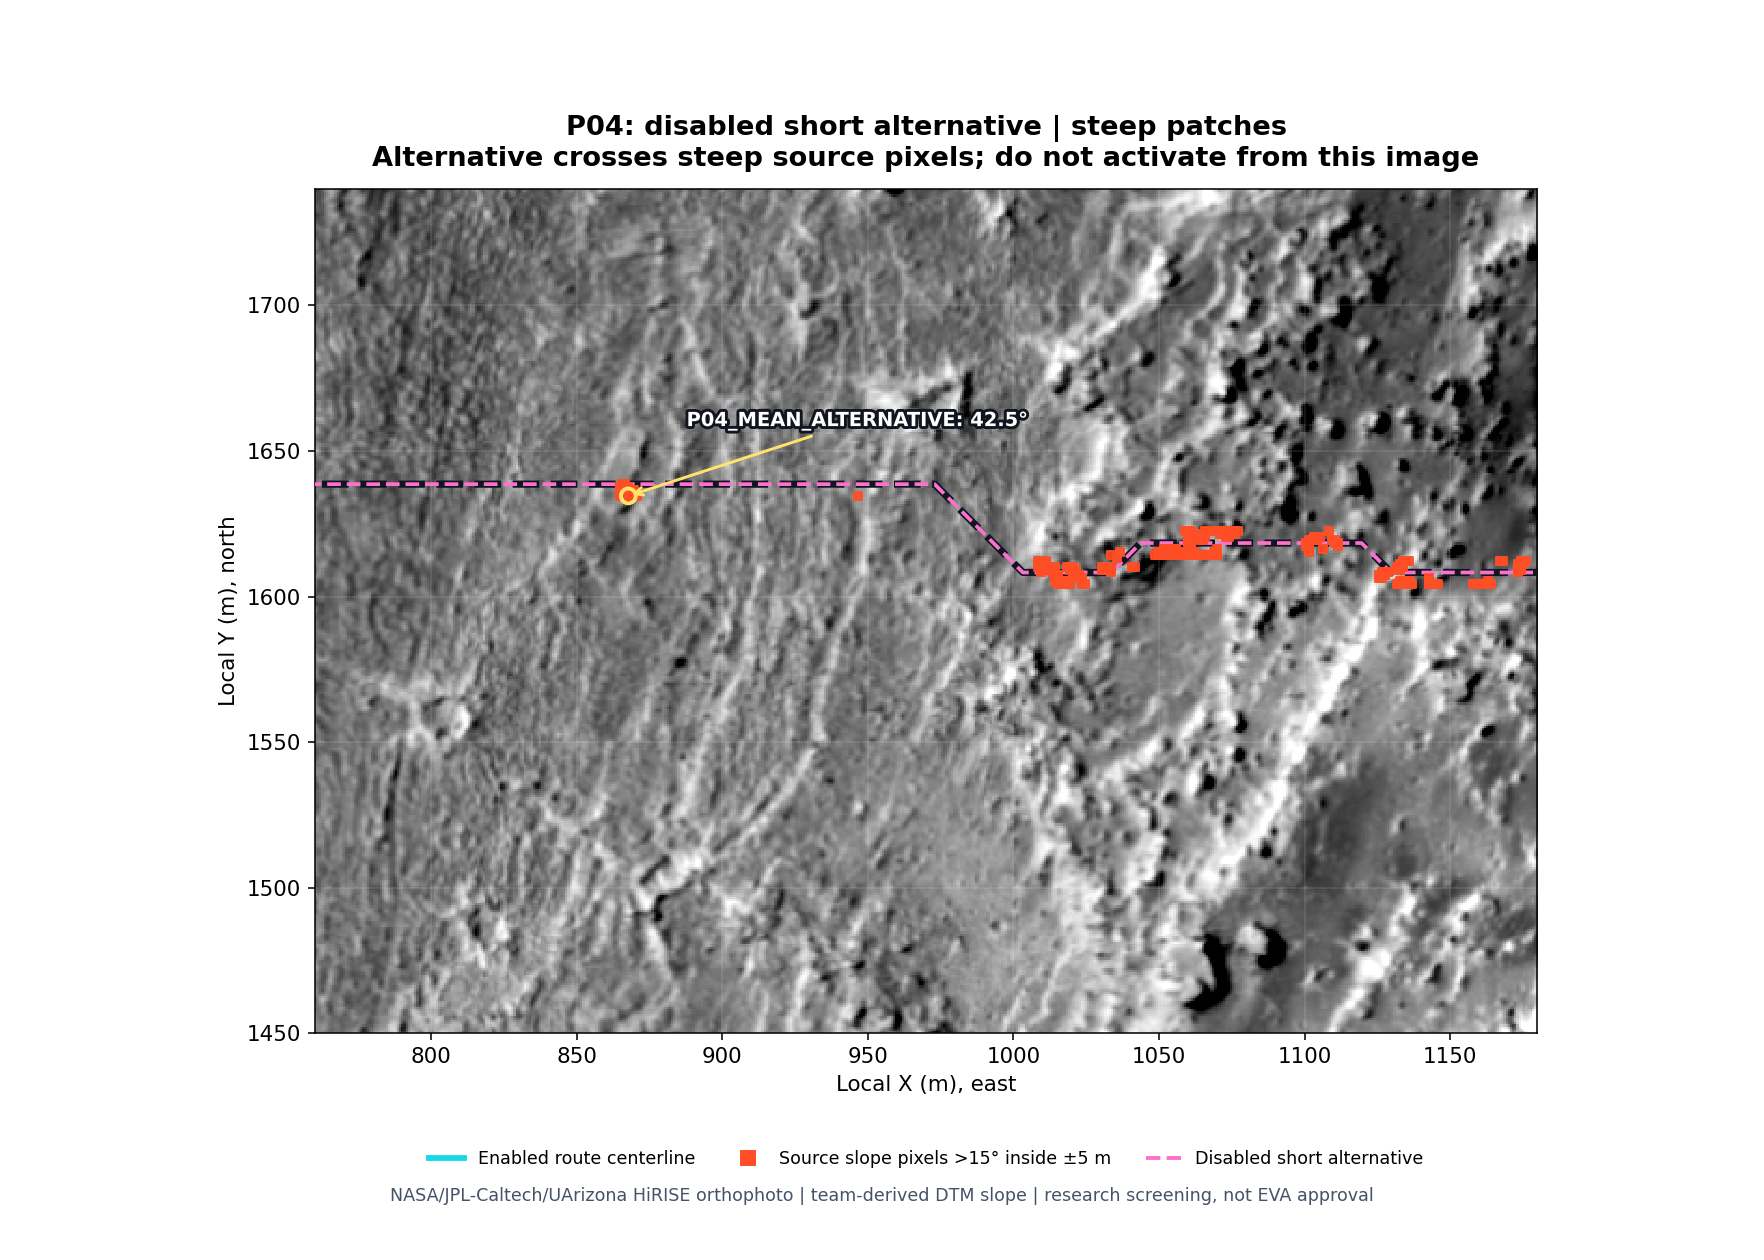 P04: disabled short alternative | steep patches
Alternative crosses steep source pixels; do not activate from this image
P04_MEAN_ALTERNATIVE: 42.5°
1700
1650
1600
1550
1500
1450
Local Y (m), north
800
850
900
950
1000
1050
1100
1150
Local X (m), east
Enabled route centerline
Source slope pixels >15° inside ±5 m
Disabled short alternative
NASA/JPL-Caltech/UArizona HiRISE orthophoto | team-derived DTM slope | research screening, not EVA approval